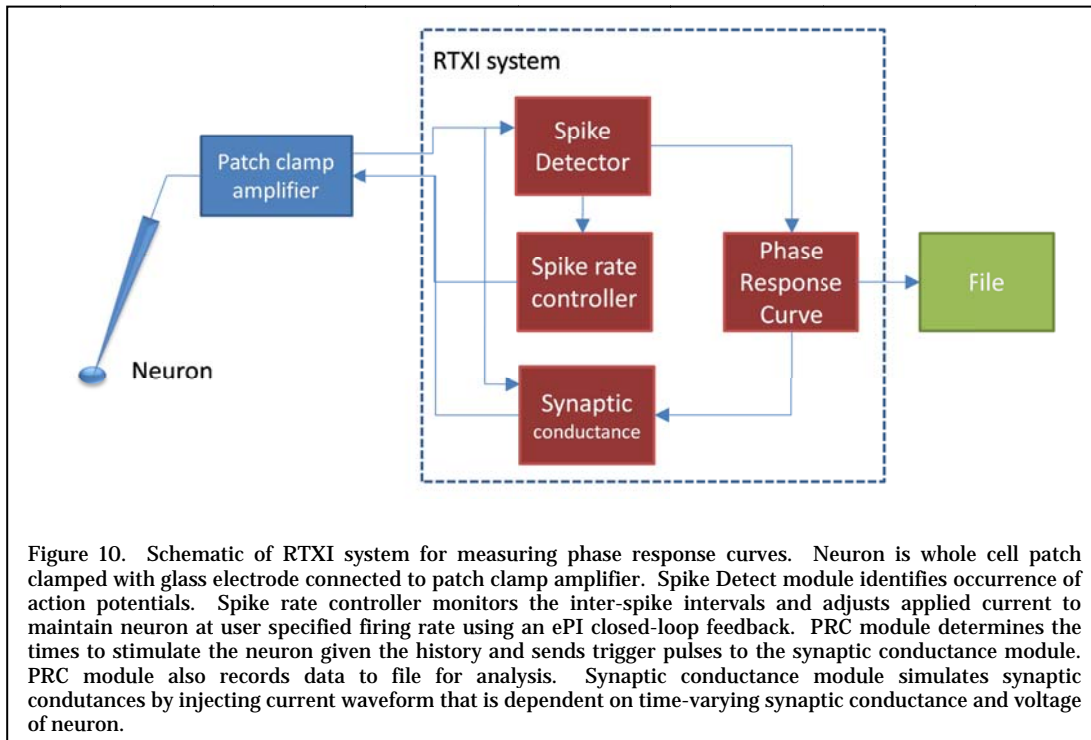 RTXI system
Patch clamp
amplifier
Spike
Detector
Spike rate
controller
Phase
Response
Curve
File
Neuron
Synaptic
conductance
Figure 10. Schematic of RTXI system for measuring phase response curves. Neuron is whole cell patch
clamped with glass electrode connected to patch clamp amplifier. Spike Detect module identifies occurrence of
action potentials. Spike rate controller monitors the inter-spike intervals and adjusts applied current to
maintain neuron at user specified firing rate using an ePI closed-loop feedback. PRC module determines the
times to stimulate the neuron given the history and sends trigger pulses to the synaptic conductance module.
PRC module also records data to file for analysis. Synaptic conductance module simulates synaptic
condutances by injecting current waveform that is dependent on time-varying synaptic conductance and voltage
of neuron.